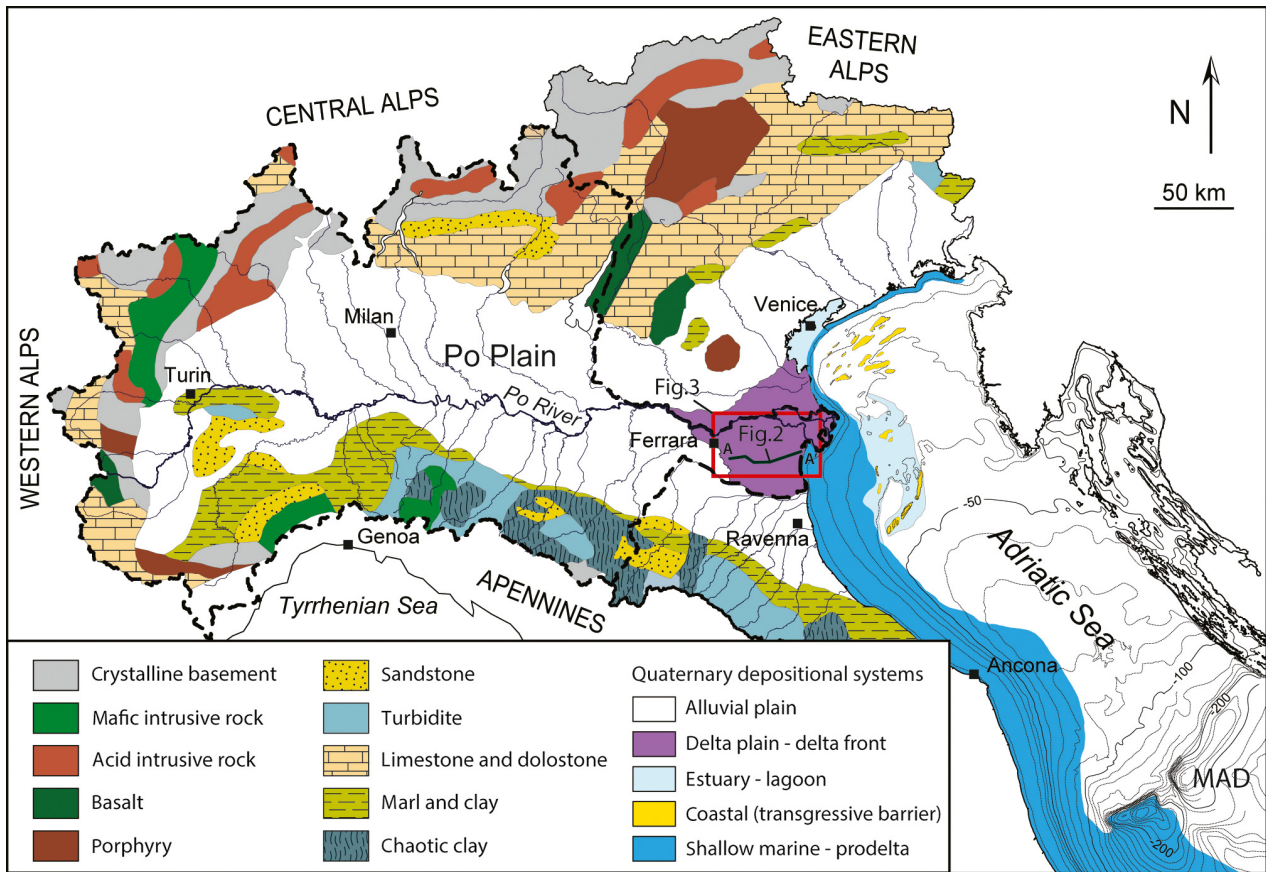 EASTERN
ALPS
CENTRAL ALPS
N
50 km
WESTERN ALPS
Milan
Venice
Po Plain
Turin
Fig.3
Po River
Ferrara
Fig.2
A
A'
-50
Genoa
Ravenna
Adriatic Sea
APENNINES
Tyrrhenian Sea
Ancona
-100
-200
MAD
-200
Crystalline basement
Mafic intrusive rock
Acid intrusive rock
Basalt
Porphyry
Sandstone
Turbidite
Limestone and dolostone
Marl and clay
Chaotic clay
Quaternary depositional systems
Alluvial plain
Delta plain - delta front
Estuary - lagoon
Coastal (transgressive barrier)
Shallow marine - prodelta